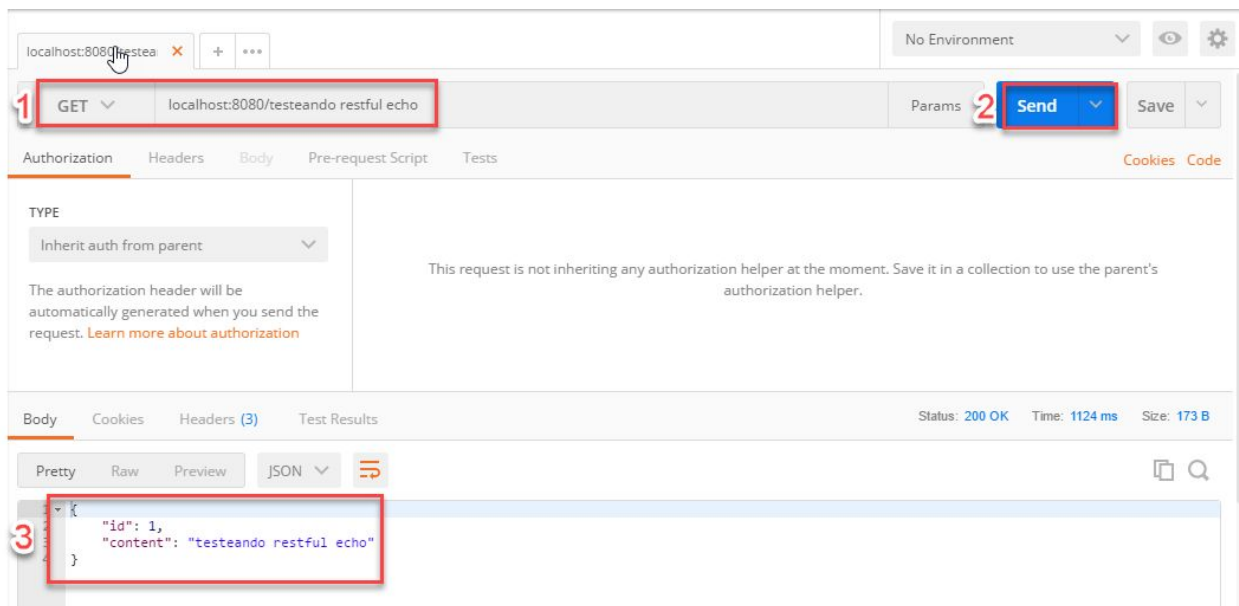 localhost:8080/testea
No Environment
1
GET
localhost:8080/testeando restful echo
Params
2
Send
Save
Authorization
Headers
Body
Pre-request Script
Tests
Cookies
Code
TYPE
Inherit auth from parent
The authorization header will be
automatically generated when you send the
request. Learn more about authorization
This request is not inheriting any authorization helper at the moment. Save it in a collection to use the parent's
authorization helper.
Body
Cookies
Headers (3)
Test Results
Status: 200 OK
Time: 1124 ms
Size: 173 B
Pretty
Raw
Preview
JSON
3
1 {
2 "id": 1,
3 "content": "testeando restful echo"
4 }